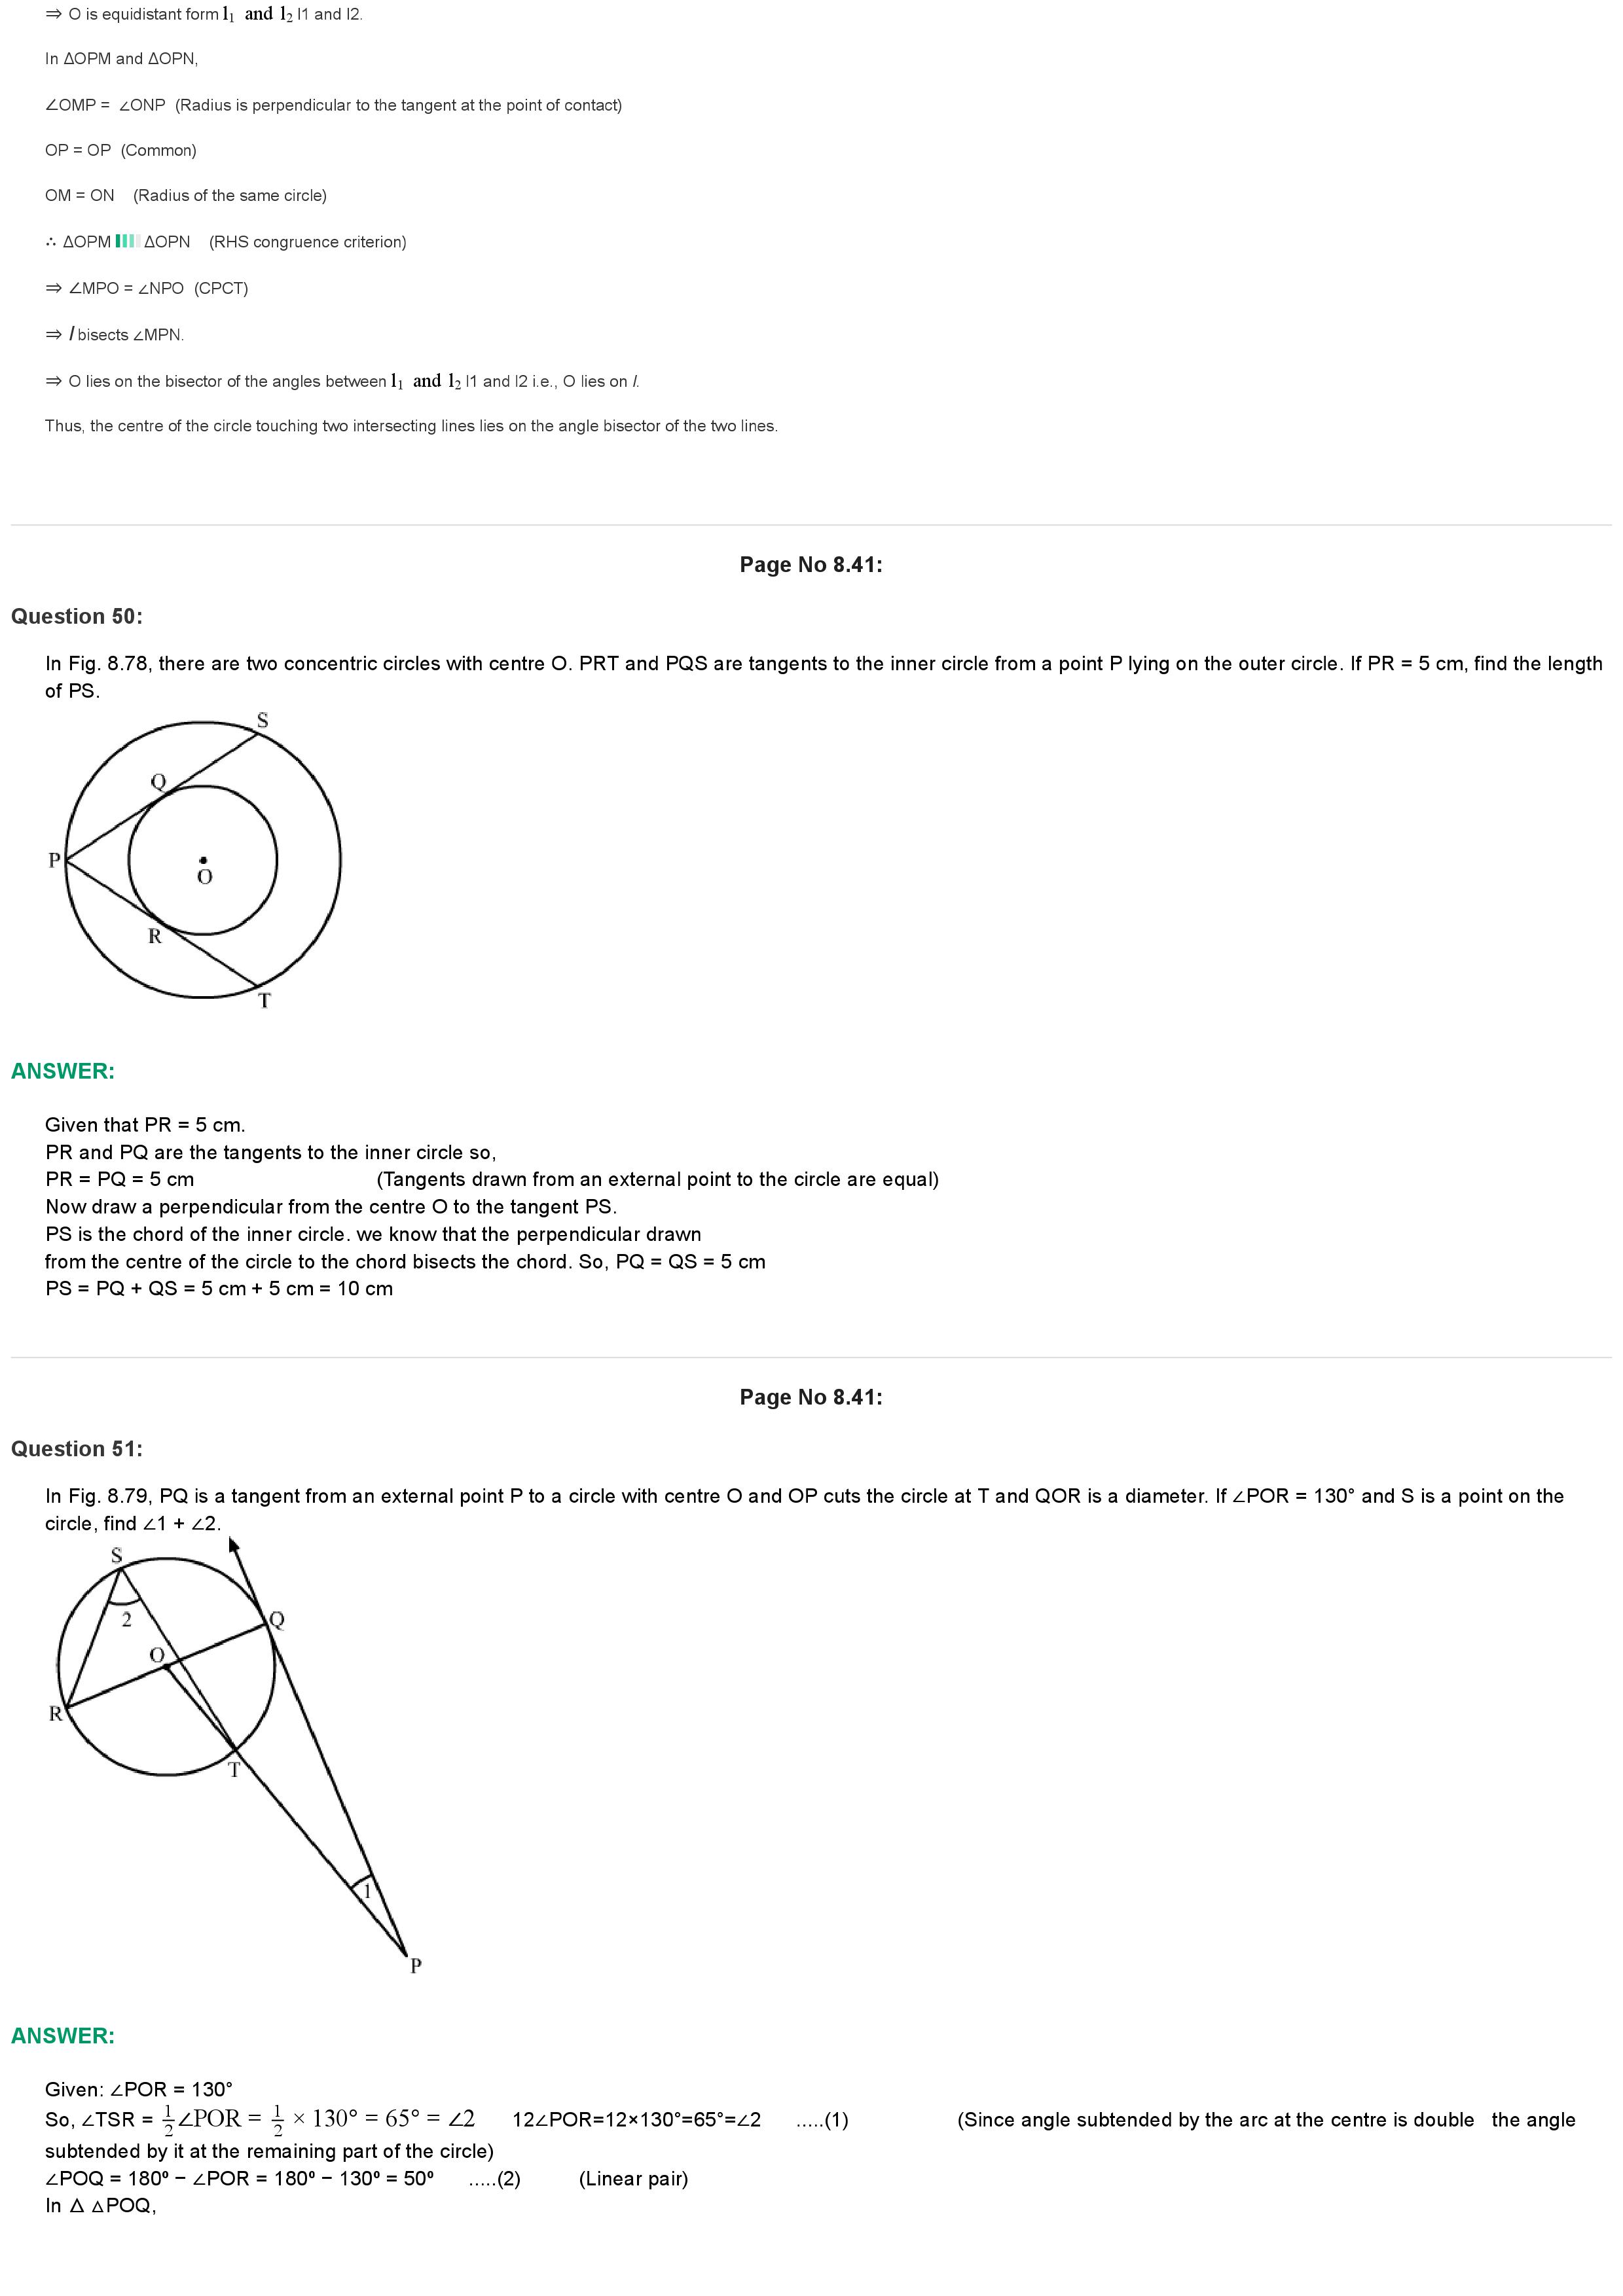 ⇒ O is equidistant form l₁ and l₂ l1 and l2.
In ΔOPM and ΔOPN,
∠OMP = ∠ONP (Radius is perpendicular to the tangent at the point of contact)
OP = OP (Common)
OM = ON (Radius of the same circle)
∴ ΔOPM ΔOPN (RHS congruence criterion)
⇒ ∠MPO = ∠NPO (CPCT)
⇒ l bisects ∠MPN.
⇒ O lies on the bisector of the angles between l₁ and l₂ l1 and l2 i.e., O lies on l.
Thus, the centre of the circle touching two intersecting lines lies on the angle bisector of the two lines.
Page No 8.41:
Question 50:
In Fig. 8.78, there are two concentric circles with centre O. PRT and PQS are tangents to the inner circle from a point P lying on the outer circle. If PR = 5 cm, find the length
of PS.
S
Q
P
O
R
T
ANSWER:
Given that PR = 5 cm.
PR and PQ are the tangents to the inner circle so,
PR = PQ = 5 cm (Tangents drawn from an external point to the circle are equal)
Now draw a perpendicular from the centre O to the tangent PS.
PS is the chord of the inner circle. we know that the perpendicular drawn
from the centre of the circle to the chord bisects the chord. So, PQ = QS = 5 cm
PS = PQ + QS = 5 cm + 5 cm = 10 cm
Page No 8.41:
Question 51:
In Fig. 8.79, PQ is a tangent from an external point P to a circle with centre O and OP cuts the circle at T and QOR is a diameter. If ∠POR = 130° and S is a point on the
circle, find ∠1 + ∠2.
S
2
Q
O
R
T
1
P
ANSWER:
Given: ∠POR = 130°
So, ∠TSR = 1/2∠POR = 1/2 × 130° = 65° = ∠2 12∠POR=12×130°=65°=∠2 .....(1) (Since angle subtended by the arc at the centre is double the angle
subtended by it at the remaining part of the circle)
∠POQ = 180º − ∠POR = 180º − 130º = 50º .....(2) (Linear pair)
In Δ △POQ,